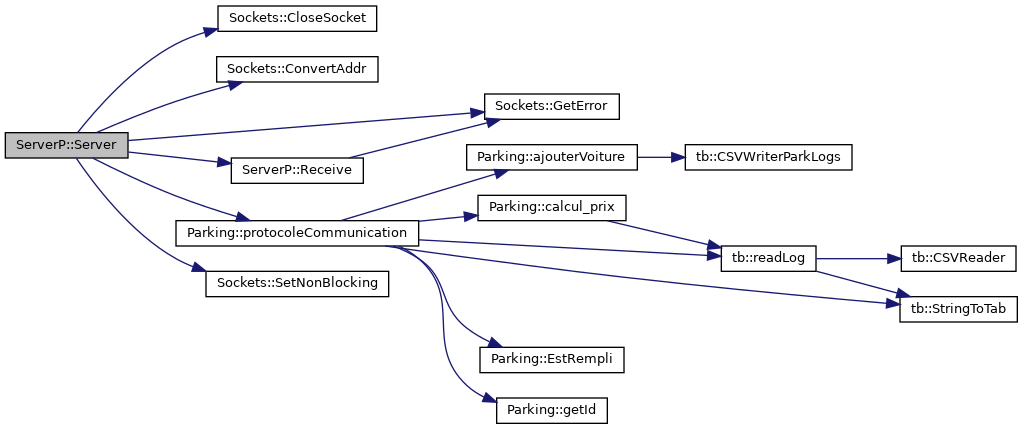 Sockets::CloseSocket
Sockets::ConvertAddr
Sockets::GetError
ServerP::Server
Parking::ajouterVoiture
tb::CSVWriterParkLogs
ServerP::Receive
Parking::calcul_prix
Parking::protocoleCommunication
tb::readLog
tb::CSVReader
Sockets::SetNonBlocking
tb::StringToTab
Parking::EstRempli
Parking::getId